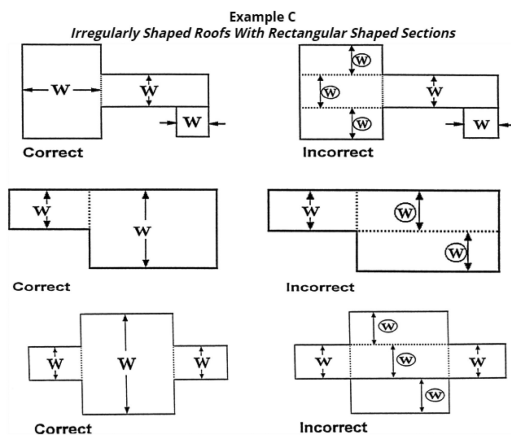 Example C
Irregularly Shaped Roofs With Rectangular Shaped Sections
W W W
Correct
W W W W W
Incorrect
W W
Correct
W W W
Incorrect
W W W
Correct
W W W W W
Incorrect